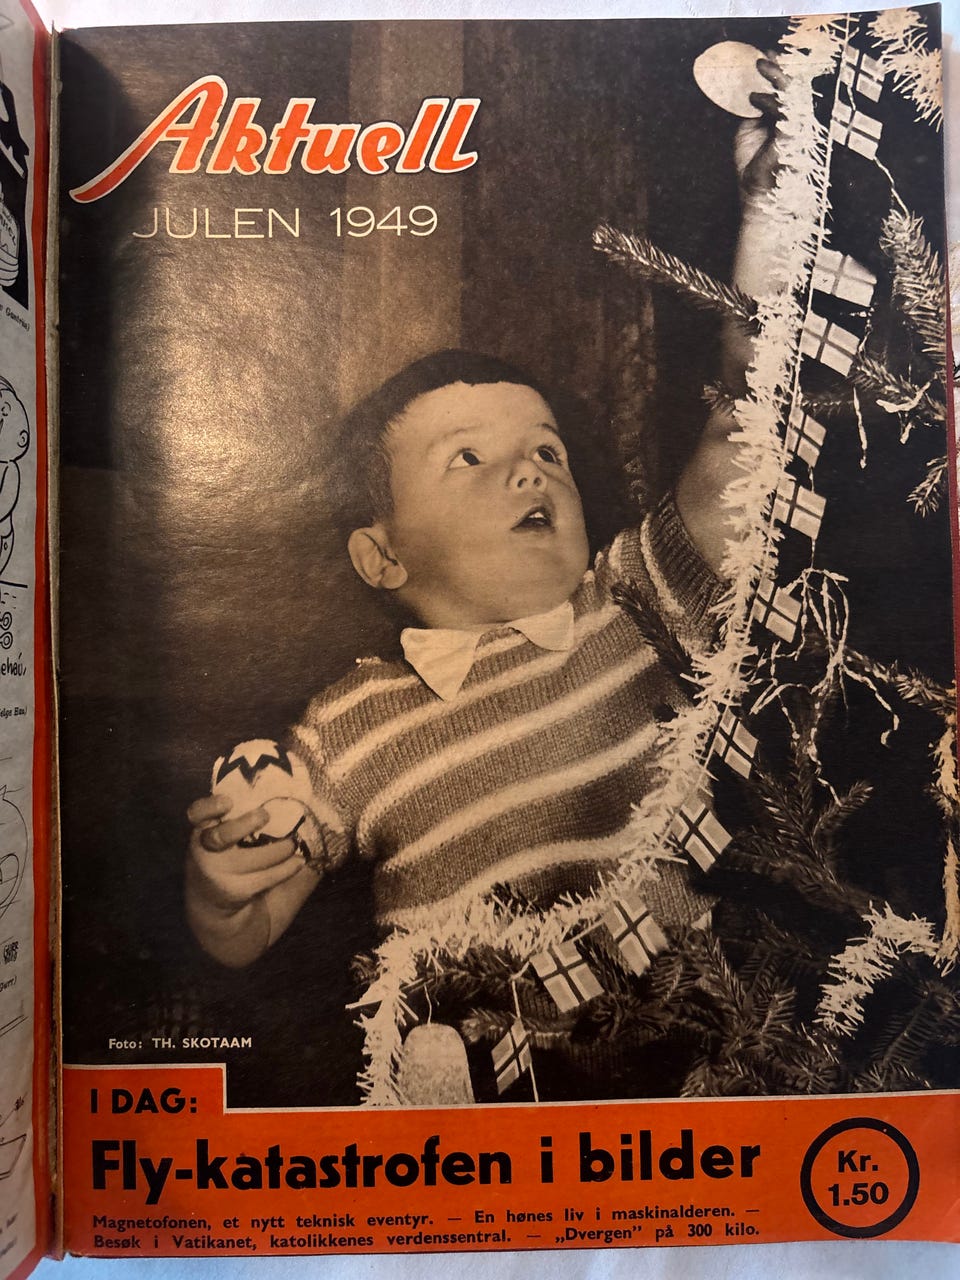 Aktuell
JULEN 1949
Foto: TH. SKOTAAM
I DAG:
Fly-katastrofen i bilder
Kr.
1.50
Magnetofonen, et nytt teknisk eventyr. — En hønes liv i maskinalderen. —
Besøk i Vatikanet, katolikkenes verdenssentral. — „Dvergen” på 300 kilo.